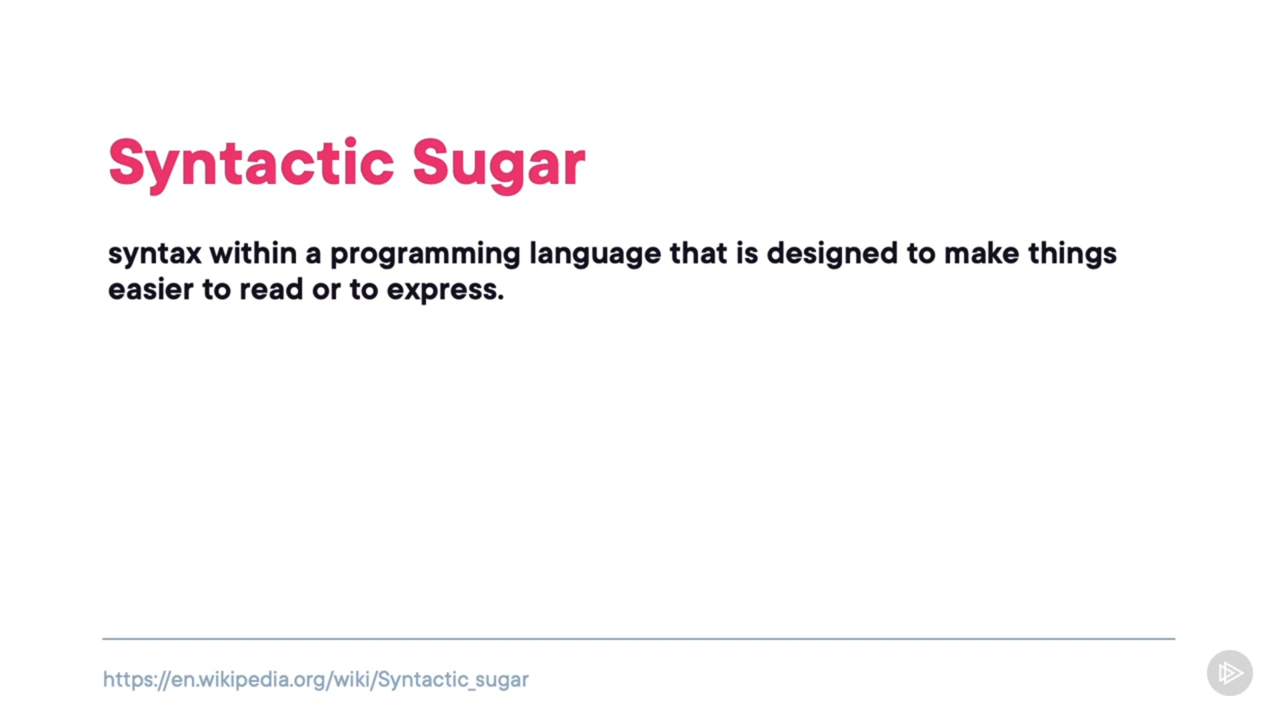 Syntactic Sugar
syntax within a programming language that is designed to make things
easier to read or to express.
https://en.wikipedia.org/wiki/Syntactic_sugar